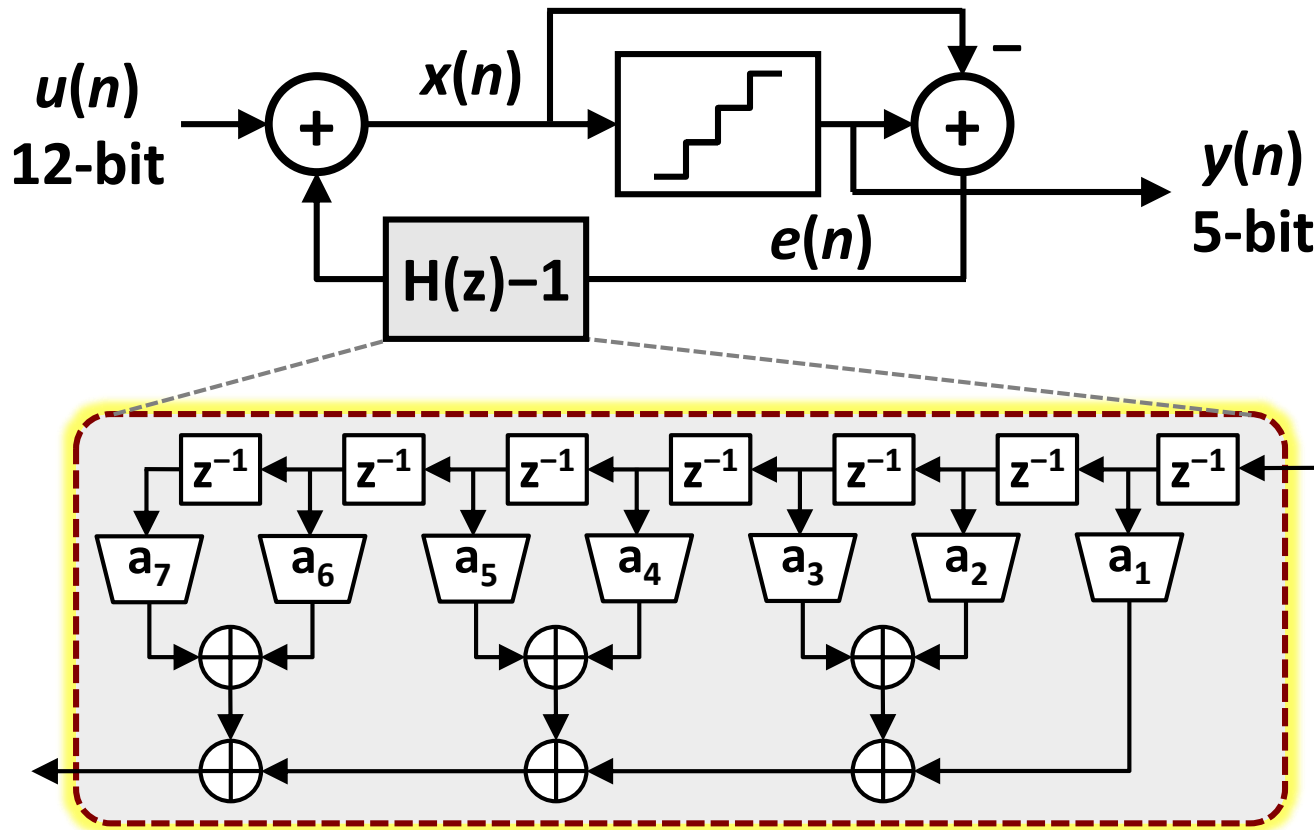 u(n)
12-bit
+
x(n)
+
−
y(n)
5-bit
e(n)
H(z)−1
z⁻¹ z⁻¹ z⁻¹ z⁻¹ z⁻¹ z⁻¹ z⁻¹
a₇ a₆ a₅ a₄ a₃ a₂ a₁